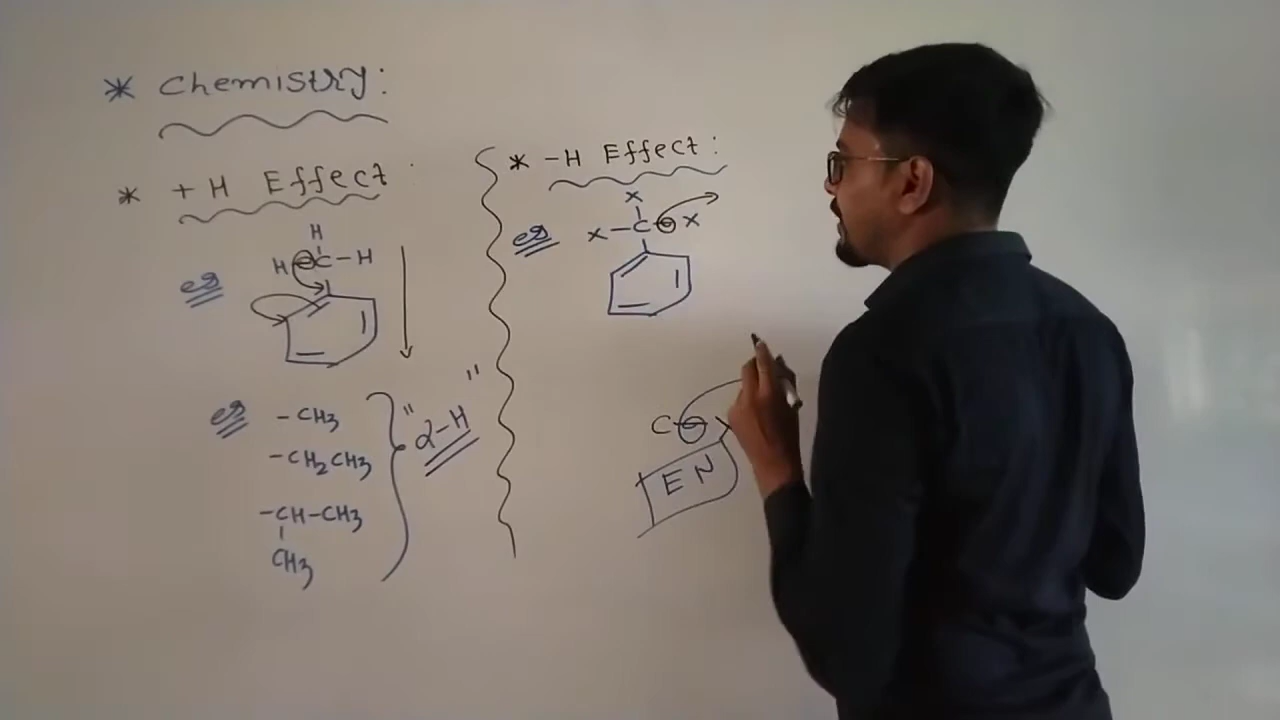 * Chemistry:
* + H Effect
eg
H
H C - H
eg
- CH3
- CH2CH3
- CH - CH3
CH3
" α - H "
* - H Effect:
eg
X
X - C X
C
EN